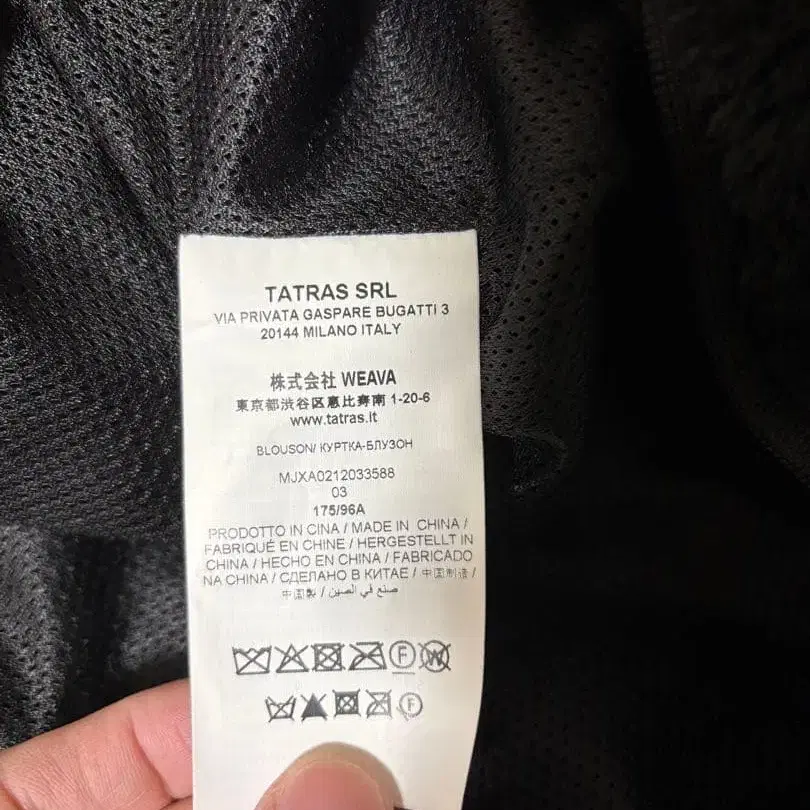 TATRAS SRL
VIA PRIVATA GASPARE BUGATTI 3
20144 MILANO ITALY
株式会社 WEAVA
東京都渋谷区恵比寿南 1-20-6
www.tatras.it
BLOUSON/ КУРТКА-БЛУЗОН
MJXA0212033588
03
175/96A
PRODOTTO IN CINA / MADE IN CHINA /
FABRIQUÉ EN CHINE / HERGESTELLT IN
CHINA / HECHO EN CHINA / FABRICADO
NA CHINA / СДЕЛАНО В КИТАЕ / 中国制造 /
中国製 / صنع في الصين
F W
F